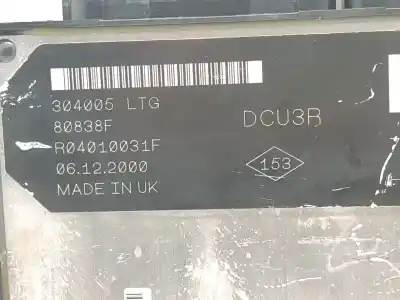 304005 LTG
80838F
DCU3R
R04010031F
06.12.2000
153
MADE IN UK